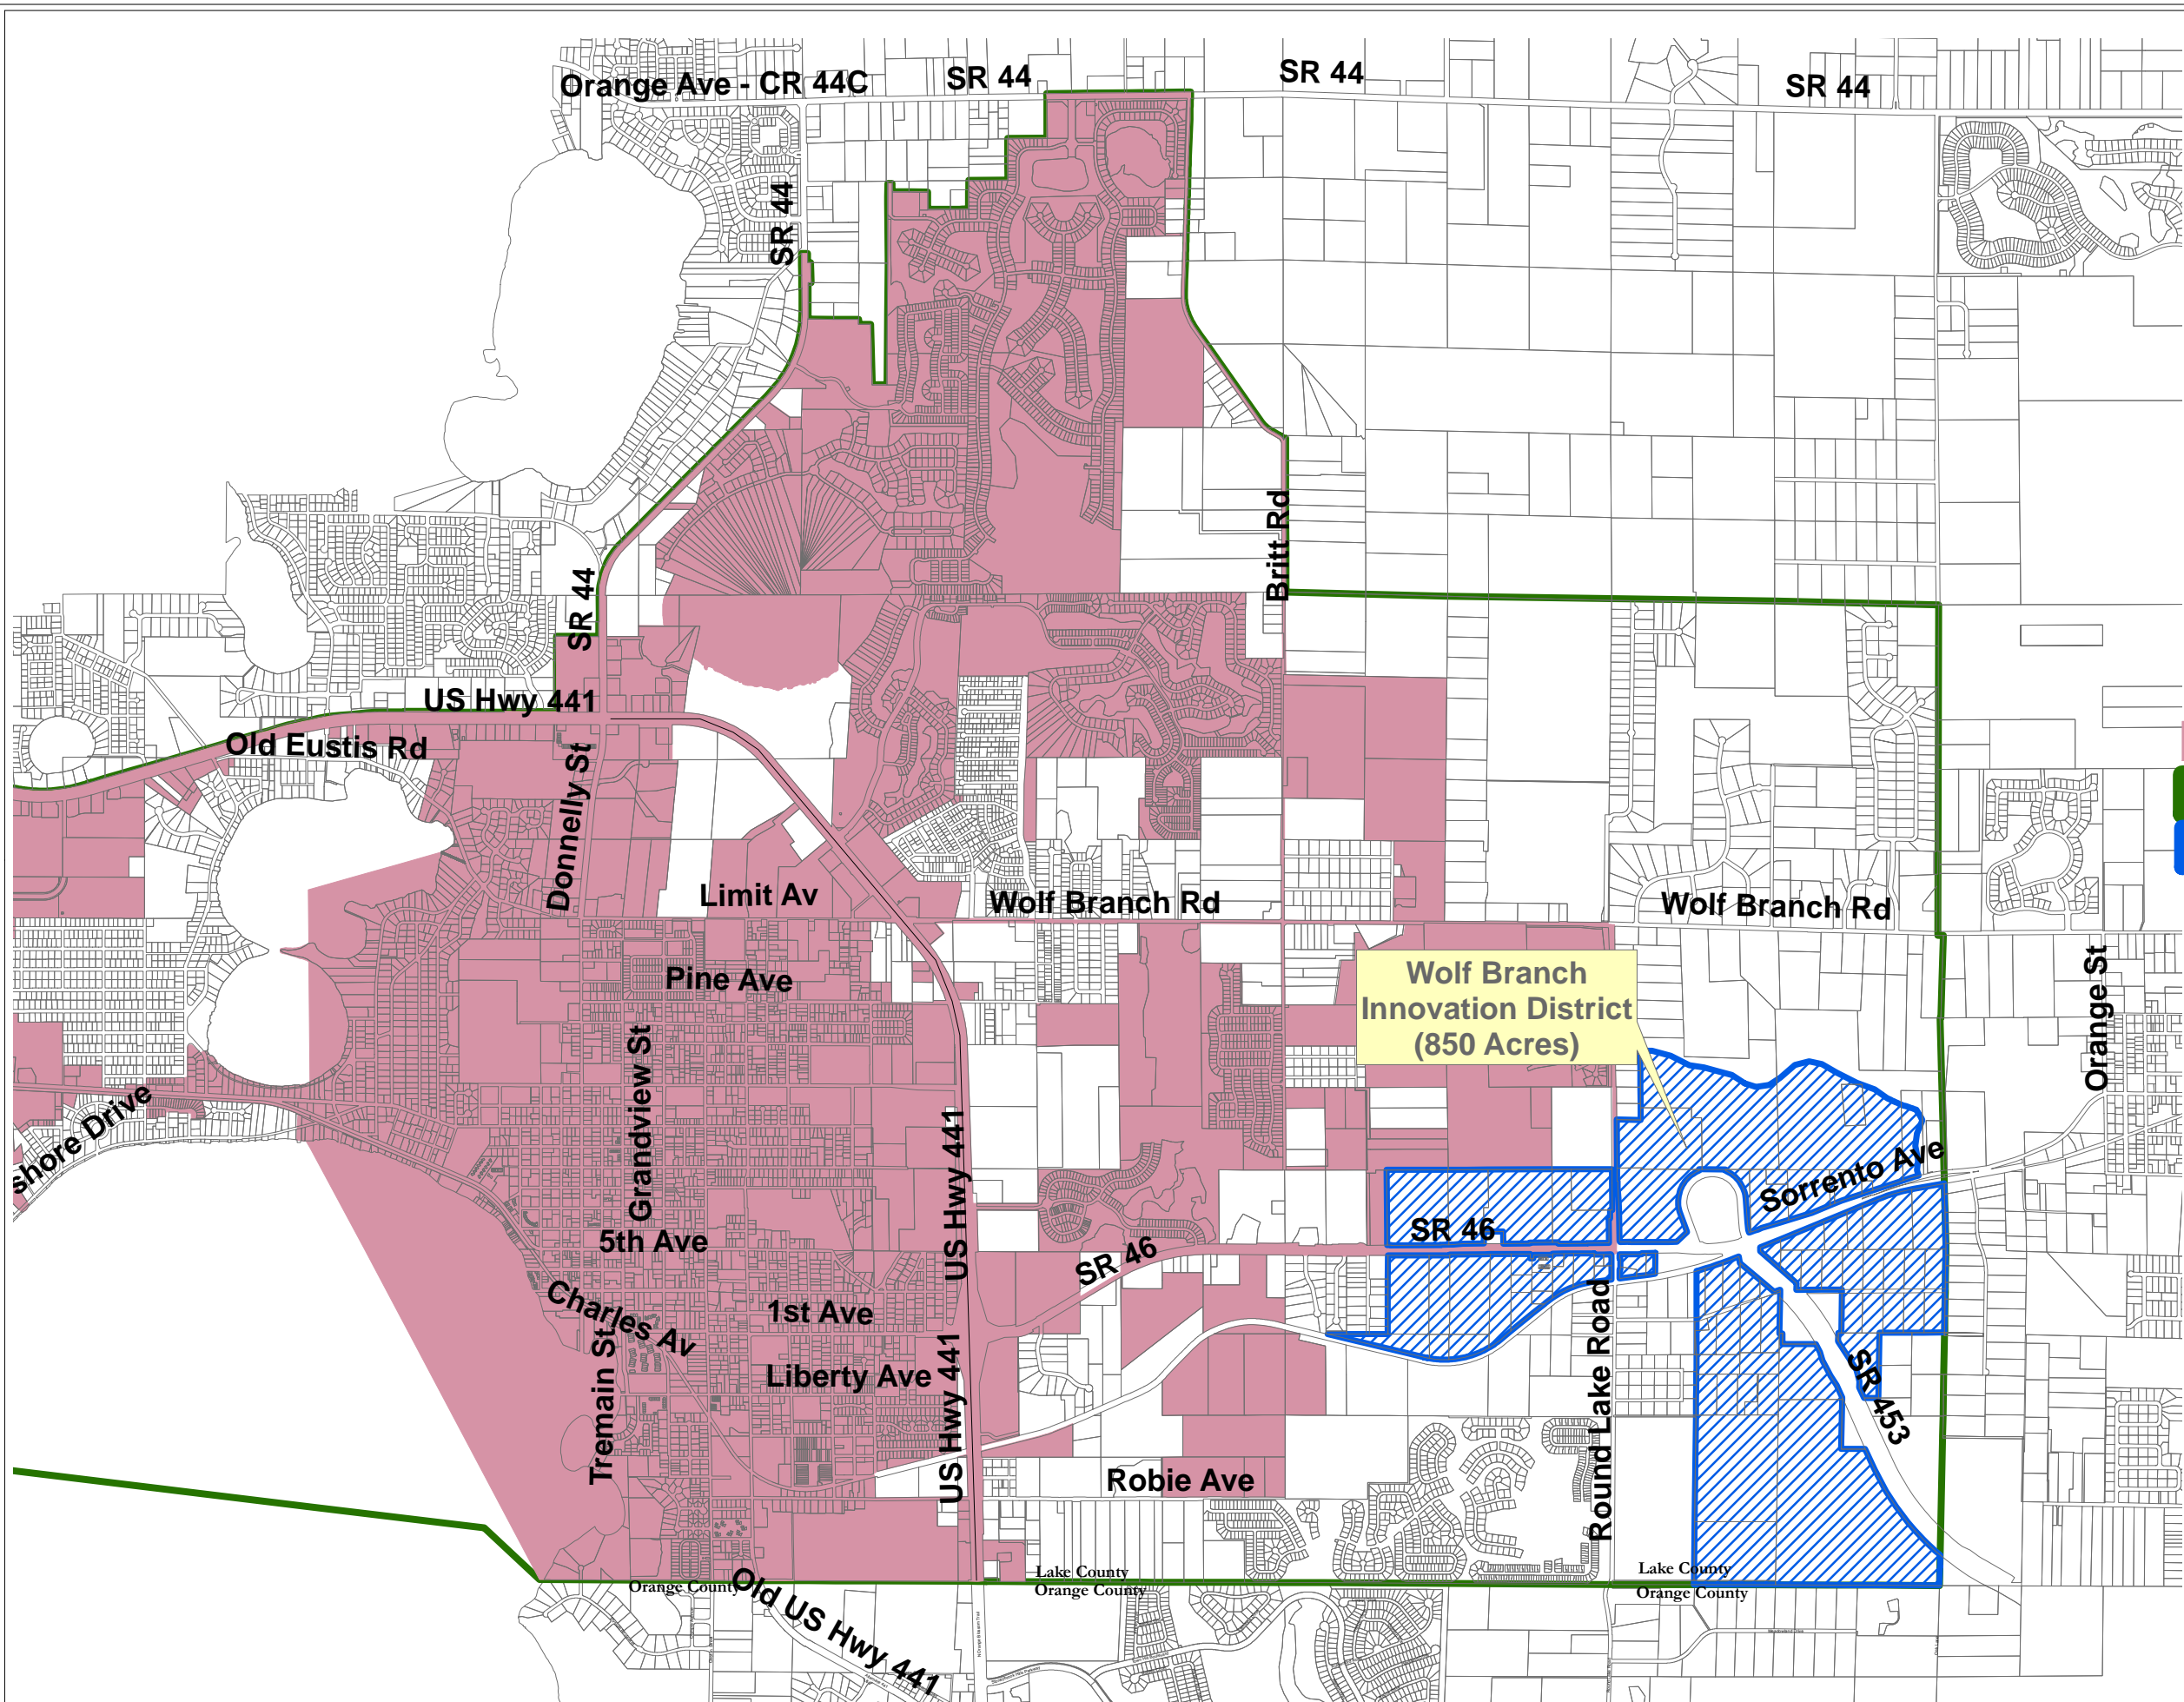 Orange Ave - CR 44C
SR 44
SR 44
SR 44
SR 44
SR 44
Britt Rd
US Hwy 441
Old Eustis Rd
Donnelly St
Limit Av
Wolf Branch Rd
Wolf Branch Rd
Pine Ave
Wolf Branch
Innovation District
(850 Acres)
Orange St
Grandview St
shore Drive
US Hwy 441
Sorrento Ave
SR 46
SR 46
5th Ave
Charles Av
1st Ave
Tremain St
Liberty Ave
US Hwy 441
Round Lake Road
SR 453
Robie Ave
Lake County
Orange County
Orange County
Lake County
Orange County
Old US Hwy 441